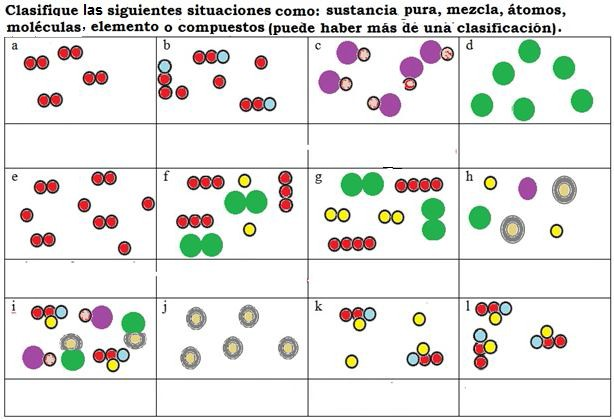 Clasifique las siguientes situaciones como: sustancia pura, mezcla, átomos,
moléculas, elemento o compuestos (puede haber más de una clasificación).
a b c d
e f g h
i j k l